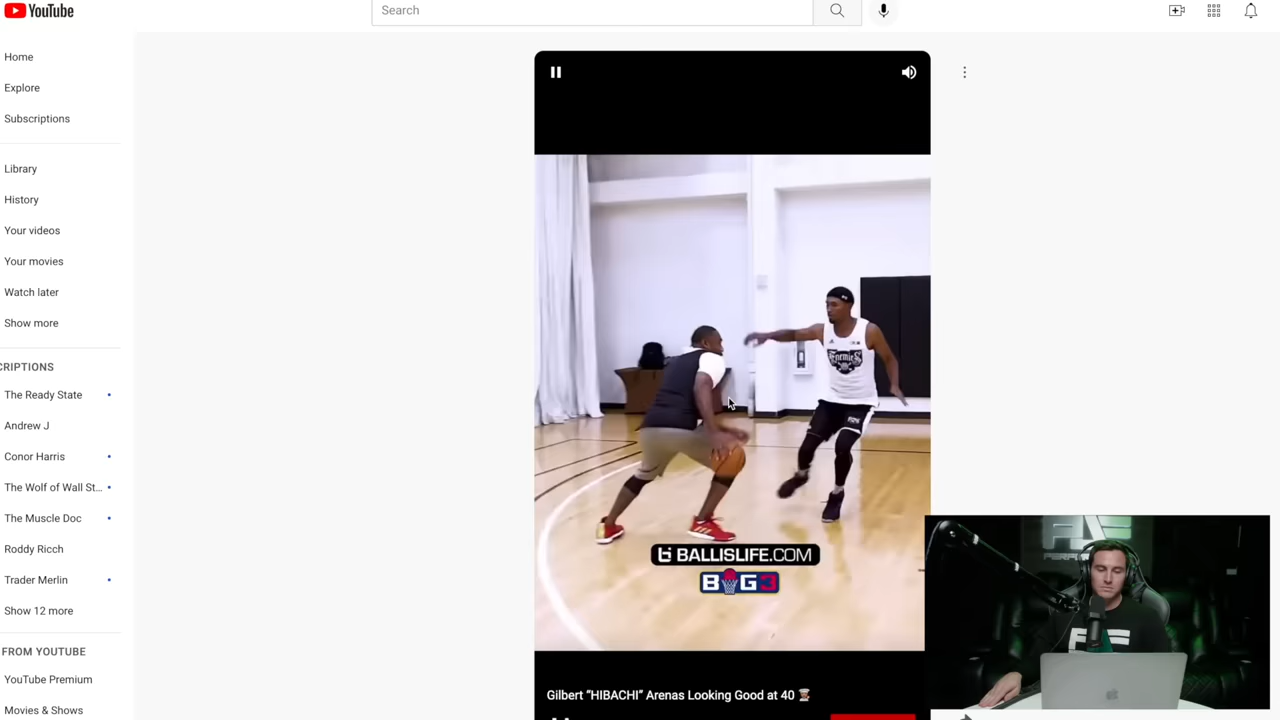 YouTube
Search
Home
Explore
Subscriptions
Library
History
Your videos
Your movies
Watch later
Show more
CRIPTIONS
The Ready State
Andrew J
Conor Harris
The Wolf of Wall St...
The Muscle Doc
Roddy Ricch
Trader Merlin
Show 12 more
FROM YOUTUBE
YouTube Premium
Movies & Shows
BALLISLIFE.COM
BIG3
Gilbert “HIBACHI” Arenas Looking Good at 40